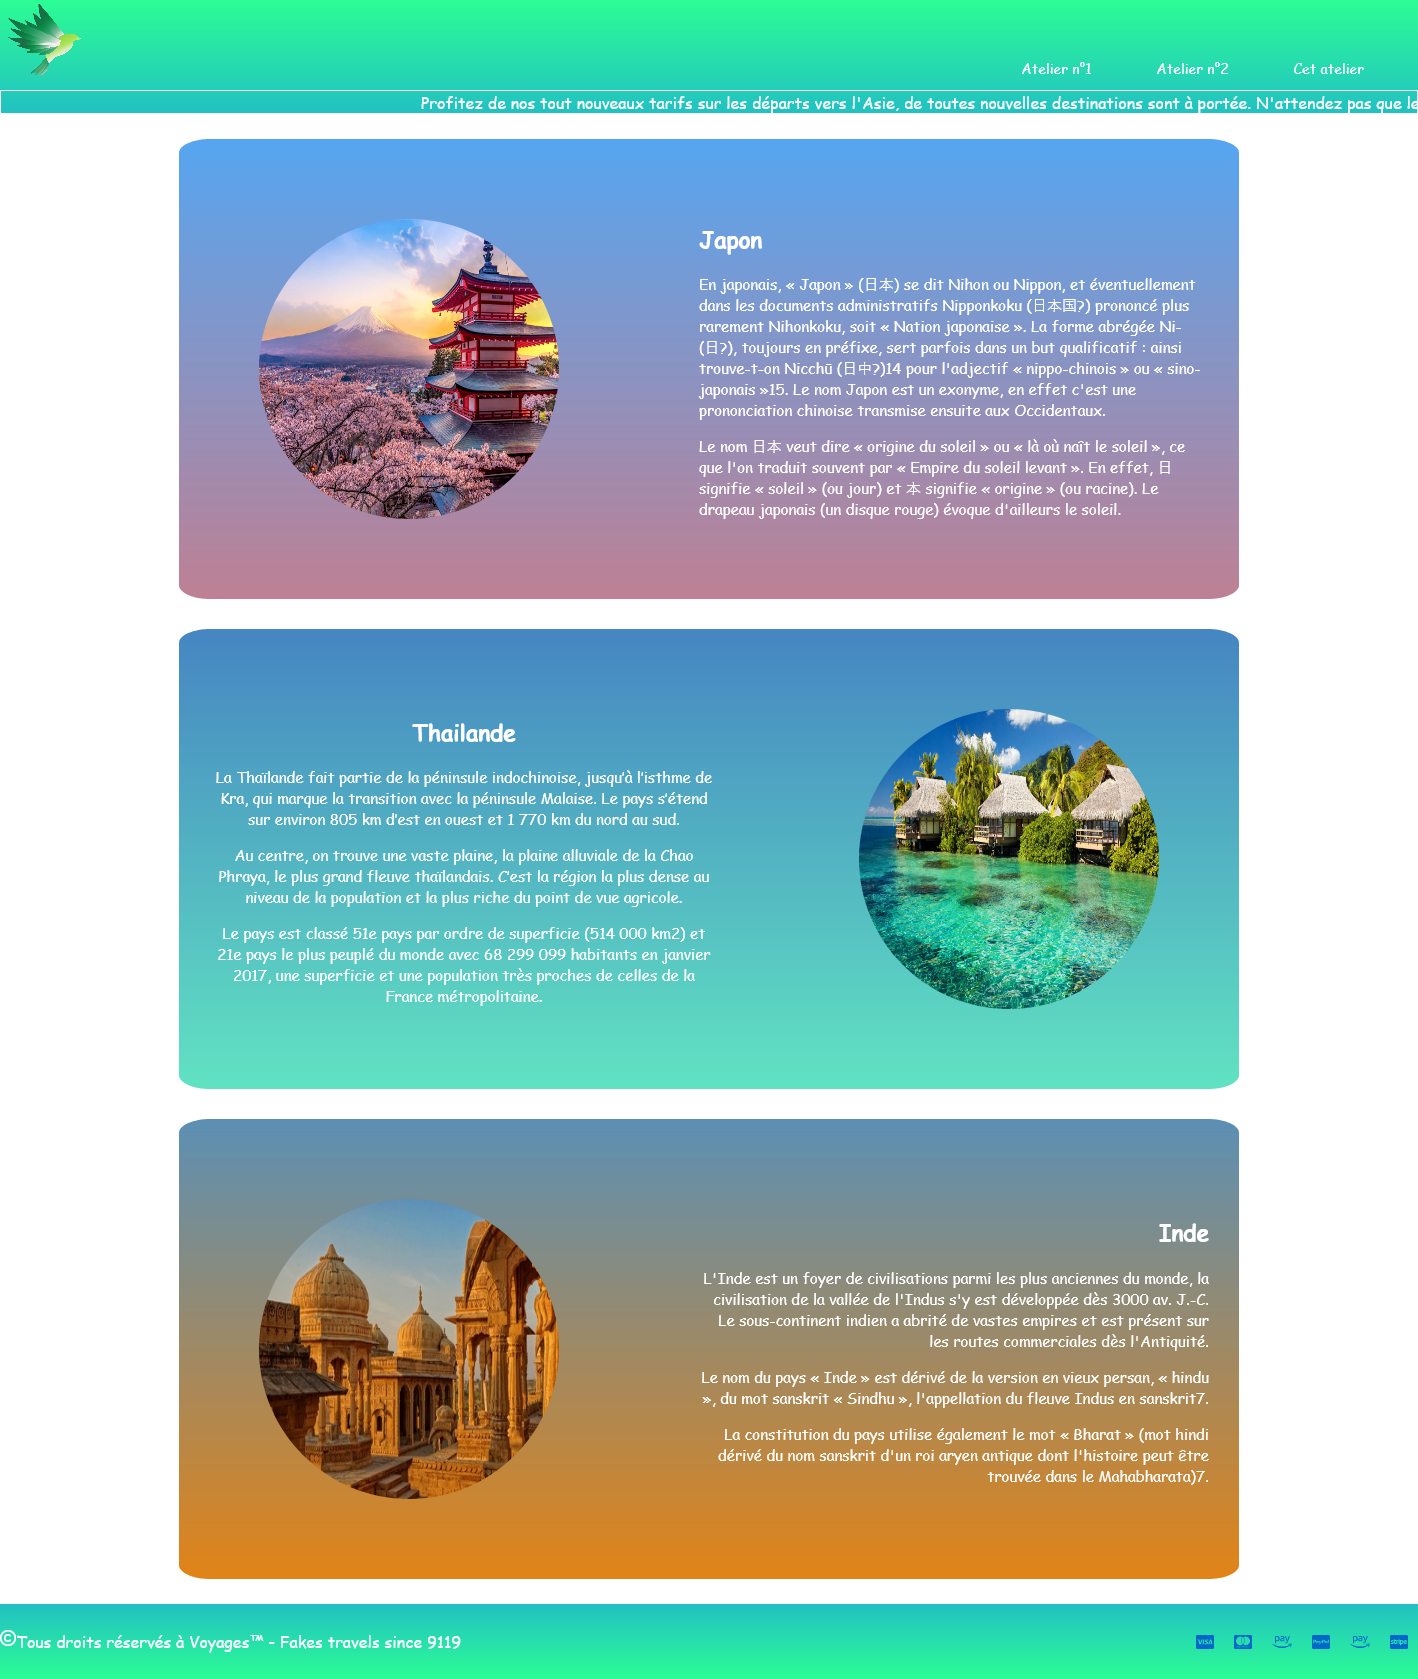 Atelier n°1 Atelier n°2 Cet atelier
Profitez de nos tout nouveaux tarifs sur les départs vers l'Asie, de toutes nouvelles destinations sont à portée. N'attendez pas que le
Japon
En japonais, « Japon » (日本) se dit Nihon ou Nippon, et éventuellement
dans les documents administratifs Nipponkoku (日本国?) prononcé plus
rarement Nihonkoku, soit « Nation japonaise ». La forme abrégée Ni-
(日?), toujours en préfixe, sert parfois dans un but qualificatif : ainsi
trouve-t-on Nicchū (日中?)14 pour l'adjectif « nippo-chinois » ou « sino-
japonais »15. Le nom Japon est un exonyme, en effet c'est une
prononciation chinoise transmise ensuite aux Occidentaux.
Le nom 日本 veut dire « origine du soleil » ou « là où naît le soleil », ce
que l'on traduit souvent par « Empire du soleil levant ». En effet, 日
signifie « soleil » (ou jour) et 本 signifie « origine » (ou racine). Le
drapeau japonais (un disque rouge) évoque d'ailleurs le soleil.
Thailande
La Thaïlande fait partie de la péninsule indochinoise, jusqu’à l’isthme de
Kra, qui marque la transition avec la péninsule Malaise. Le pays s’étend
sur environ 805 km d’est en ouest et 1 770 km du nord au sud.
Au centre, on trouve une vaste plaine, la plaine alluviale de la Chao
Phraya, le plus grand fleuve thaïlandais. C’est la région la plus dense au
niveau de la population et la plus riche du point de vue agricole.
Le pays est classé 51e pays par ordre de superficie (514 000 km2) et
21e pays le plus peuplé du monde avec 68 299 099 habitants en janvier
2017, une superficie et une population très proches de celles de la
France métropolitaine.
Inde
L'Inde est un foyer de civilisations parmi les plus anciennes du monde, la
civilisation de la vallée de l'Indus s'y est développée dès 3000 av. J.-C.
Le sous-continent indien a abrité de vastes empires et est présent sur
les routes commerciales dès l'Antiquité.
Le nom du pays « Inde » est dérivé de la version en vieux persan, « hindu
», du mot sanskrit « Sindhu », l'appellation du fleuve Indus en sanskrit7.
La constitution du pays utilise également le mot « Bharat » (mot hindi
dérivé du nom sanskrit d'un roi aryen antique dont l'histoire peut être
trouvée dans le Mahabharata)7.
©Tous droits réservés à Voyages™ - Fakes travels since 9119
VISA pay PayPal pay stripe